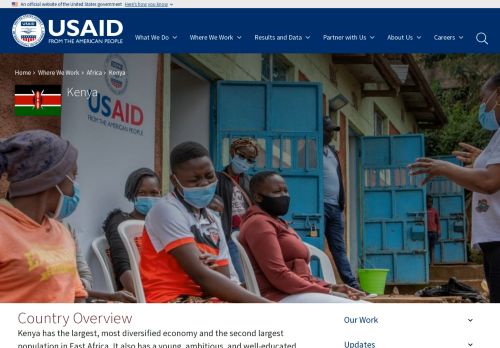 An official website of the United States government Here's how you know
USAID
FROM THE AMERICAN PEOPLE
What We Do
Where We Work
Results and Data
Partner with Us
About Us
Careers
Home › Where We Work › Africa › Kenya
Kenya
USAID
FROM THE AMERICAN PEOPLE
Country Overview
Kenya has the largest, most diversified economy and the second largest
population in East Africa. It also has a young, ambitious, and well-educated
Our Work
Updates